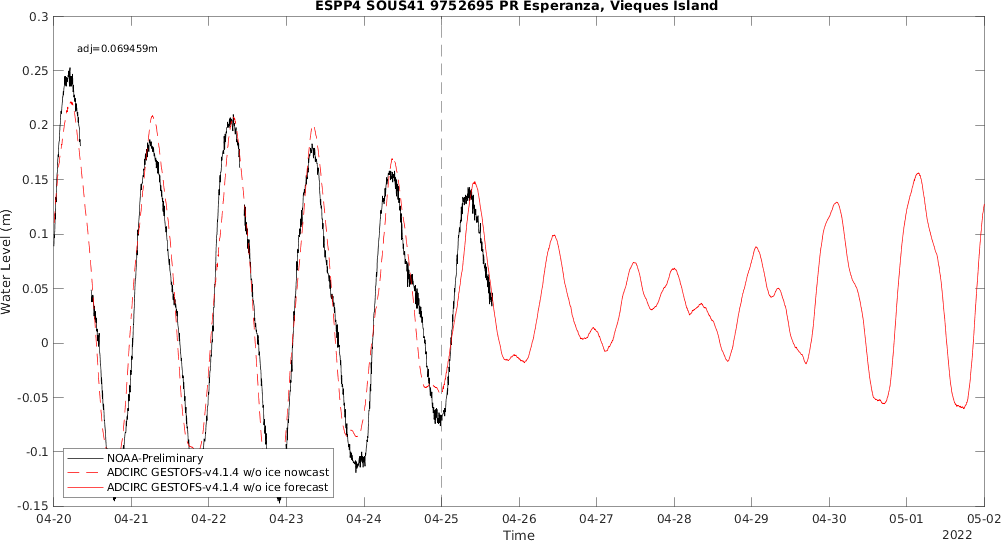 ESPP4 SOUS41 9752695 PR Esperanza, Vieques Island
adj=0.069459m
0.3
0.25
0.2
0.15
0.1
0.05
0
-0.05
-0.1
-0.15
Water Level (m)
NOAA-Preliminary
ADCIRC GESTOFS-v4.1.4 w/o ice nowcast
ADCIRC GESTOFS-v4.1.4 w/o ice forecast
04-20 04-21 04-22 04-23 04-24 04-25 04-26 04-27 04-28 04-29 04-30 05-01 05-02
Time
2022